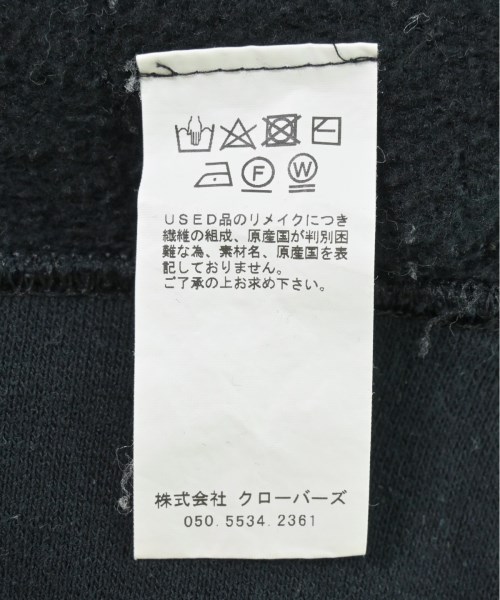 F W
USED品のリメイクにつき
繊維の組成、原産国が判別困
難な為、素材名、原産国を表
記しておりません。
ご了承の上お求め下さい。
株式会社 クローバーズ
050.5534.2361